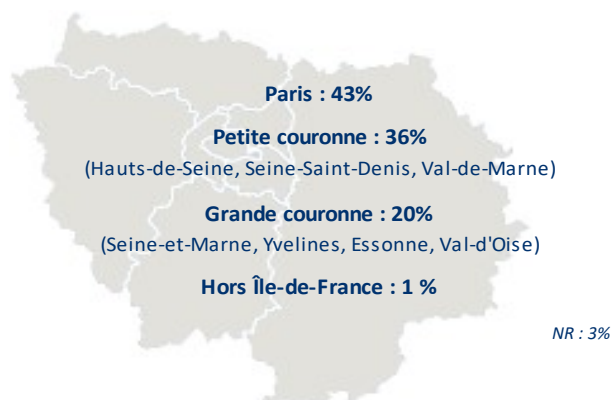 Paris : 43%
Petite couronne : 36%
(Hauts-de-Seine, Seine-Saint-Denis, Val-de-Marne)
Grande couronne : 20%
(Seine-et-Marne, Yvelines, Essonne, Val-d'Oise)
Hors Île-de-France : 1 %
NR : 3%